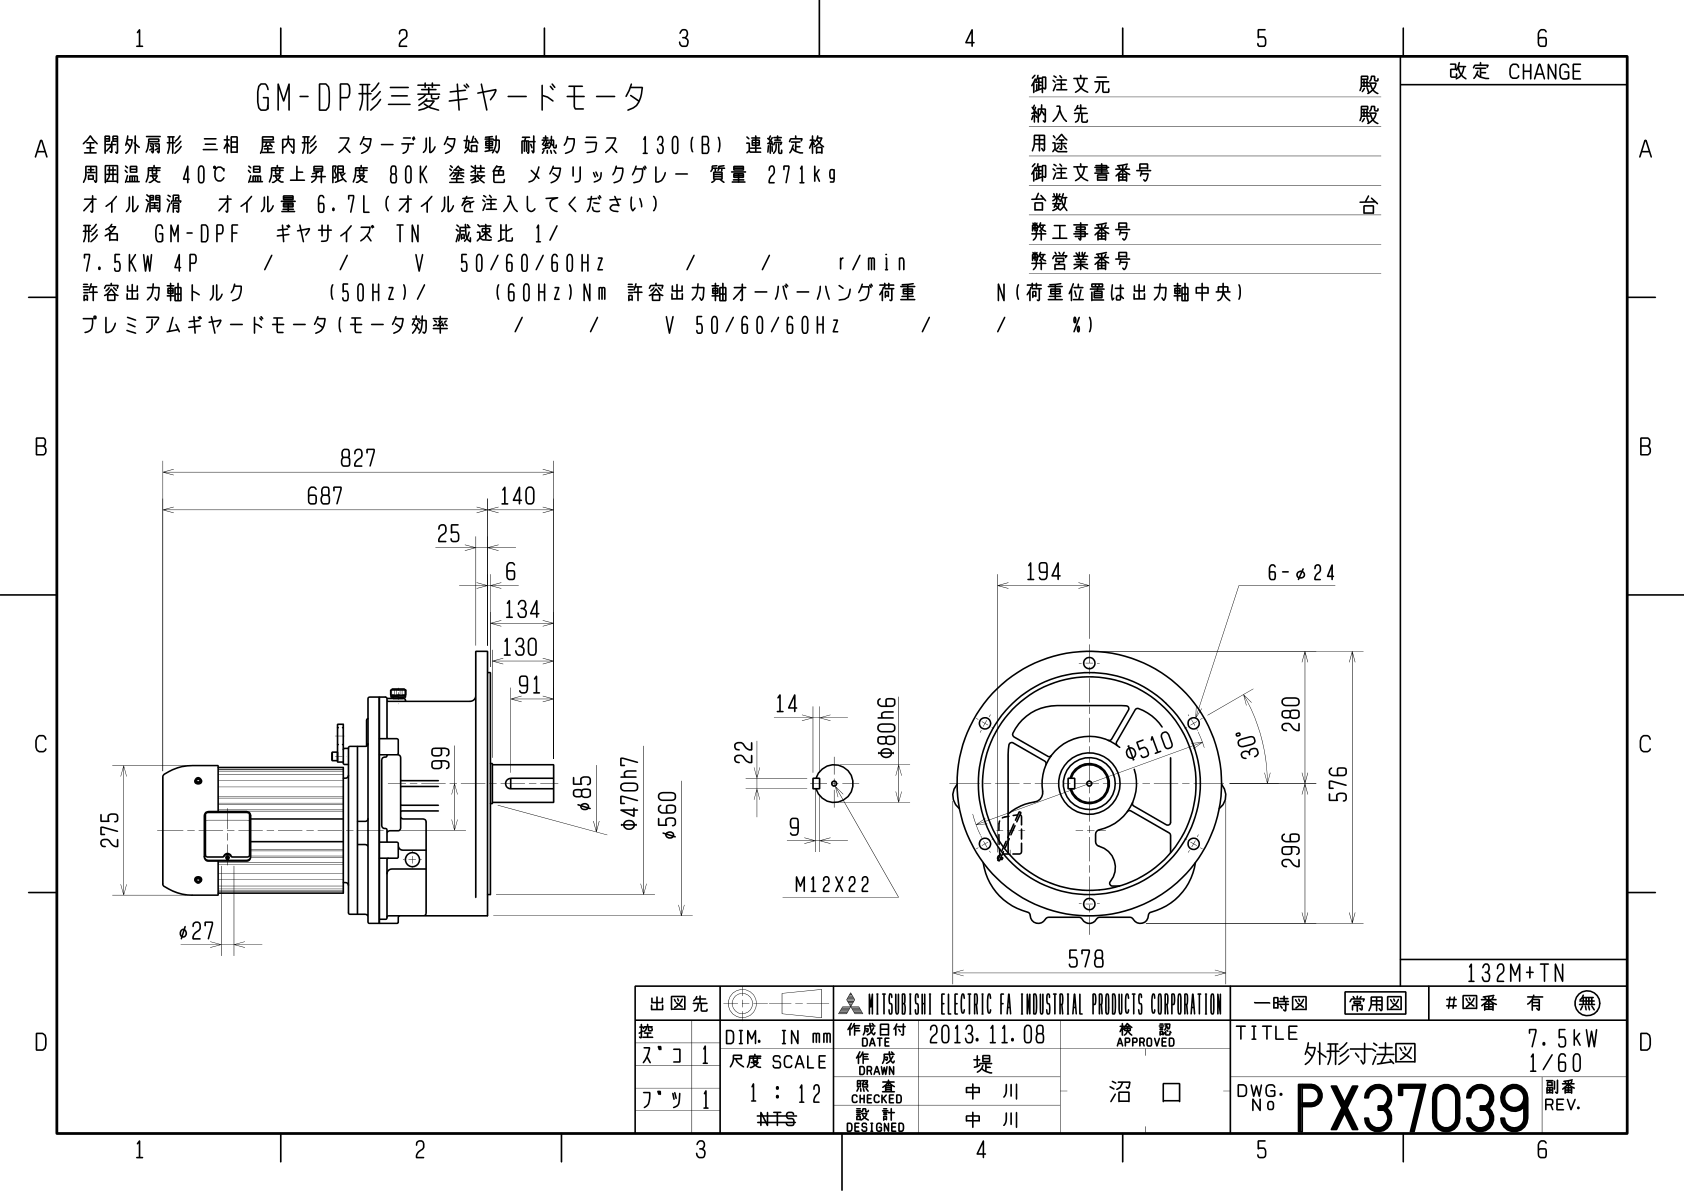 1 2 3 4 5 6
A
B
C
D
A
B
C
D
改定 CHANGE
GM-DP形三菱ギヤードモータ
全閉外扇形 三相 屋内形 スターデルタ始動 耐熱クラス 130(B) 連続定格
周囲温度 40℃ 温度上昇限度 80K 塗装色 メタリックグレー 質量 271kg
オイル潤滑 オイル量 6.7L(オイルを注入してください)
形名 GM-DPF ギヤサイズ TN 減速比 1/
7.5KW 4P / / V 50/60/60Hz / / r/min
許容出力軸トルク (50Hz)/ (60Hz)Nm 許容出力軸オーバーハング荷重 N(荷重位置は出力軸中央)
プレミアムギヤードモータ(モータ効率 / / V 50/60/60Hz / / %)
御注文元 殿
納入先 殿
用途
御注文書番号
台数 台
弊工事番号
弊営業番号
827
687 140
25
6
134
130
91
99
275
φ27
φ85
φ470h7
φ560
14
22
9
φ80h6
M12X22
194
6-φ24
φ510
30°
280
576
296
578
132M+TN
出図先
控
ズコ 1
プツ 1
DIM. IN mm
尺度 SCALE
1 : 12
NTS
MITSUBISHI ELECTRIC FA INDUSTRIAL PRODUCTS CORPORATION
作成日付 DATE 2013.11.08
作成 DRAWN 堤
照査 CHECKED 中川
設計 DESIGNED 中川
検認 APPROVED
沼口
一時図 常用図 #図番 有 無
TITLE 外形寸法図 7.5kW
1/60
DWG. No PX37039
副番 REV.
1 2 3 4 5 6